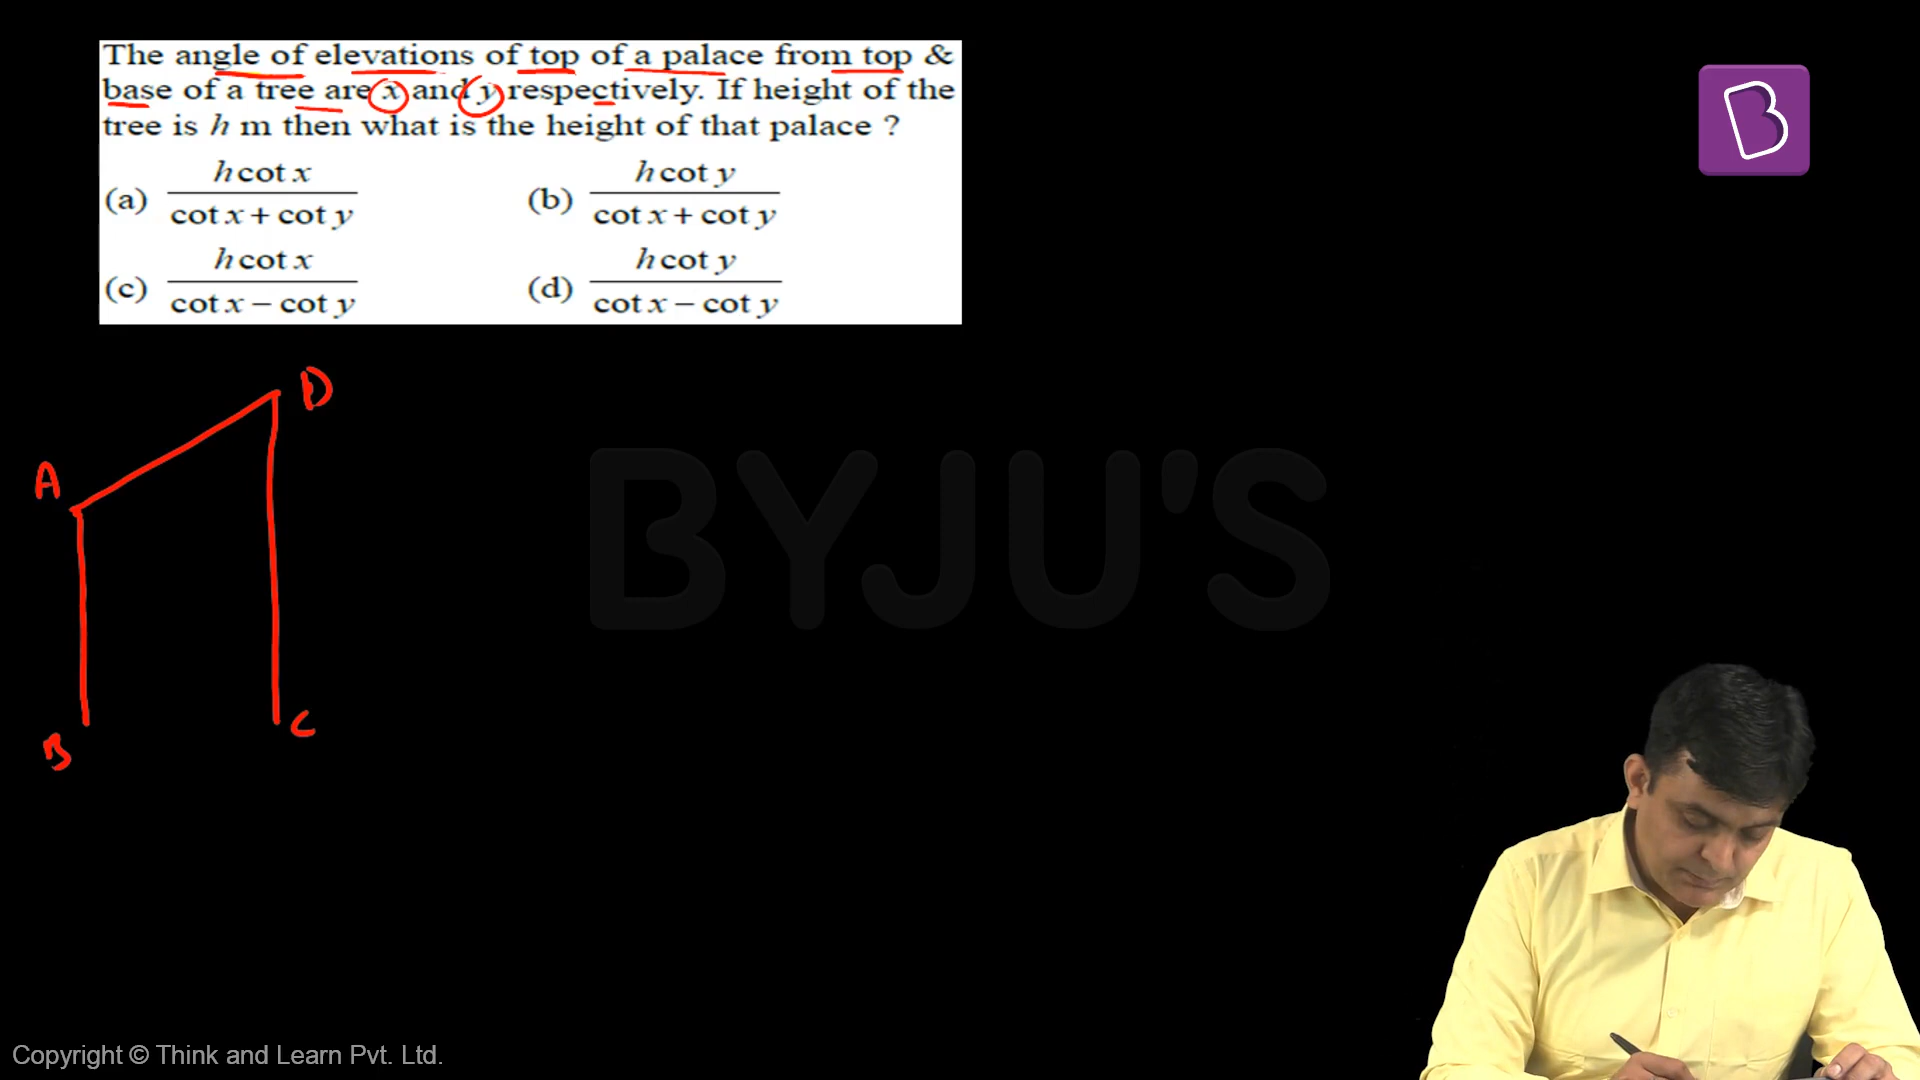 The angle of elevations of top of a palace from top &
base of a tree are x and y respectively. If height of the
tree is h m then what is the height of that palace ?
(a) h cot x / cot x + cot y (b) h cot y / cot x + cot y
(c) h cot x / cot x − cot y (d) h cot y / cot x − cot y
B
D
A
BYJU'S
B
C
Copyright © Think and Learn Pvt. Ltd.